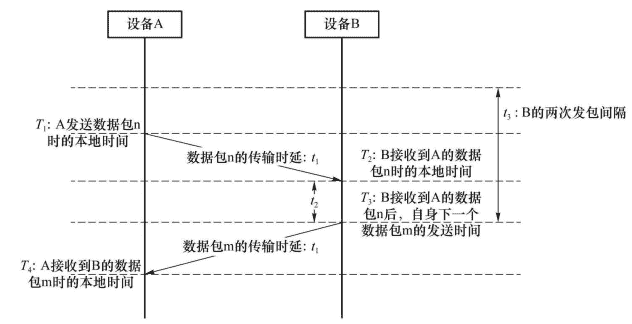 设备A
设备B
t₃：B的两次发包间隔
T₁：A发送数据包n
时的本地时间
数据包n的传输时延：t₁
T₂：B接收到A的数据
包n时的本地时间
t₂
T₃：B接收到A的数据
包n后，自身下一个
数据包m的发送时间
数据包m的传输时延：t₁
T₄：A接收到B的数据
包m时的本地时间